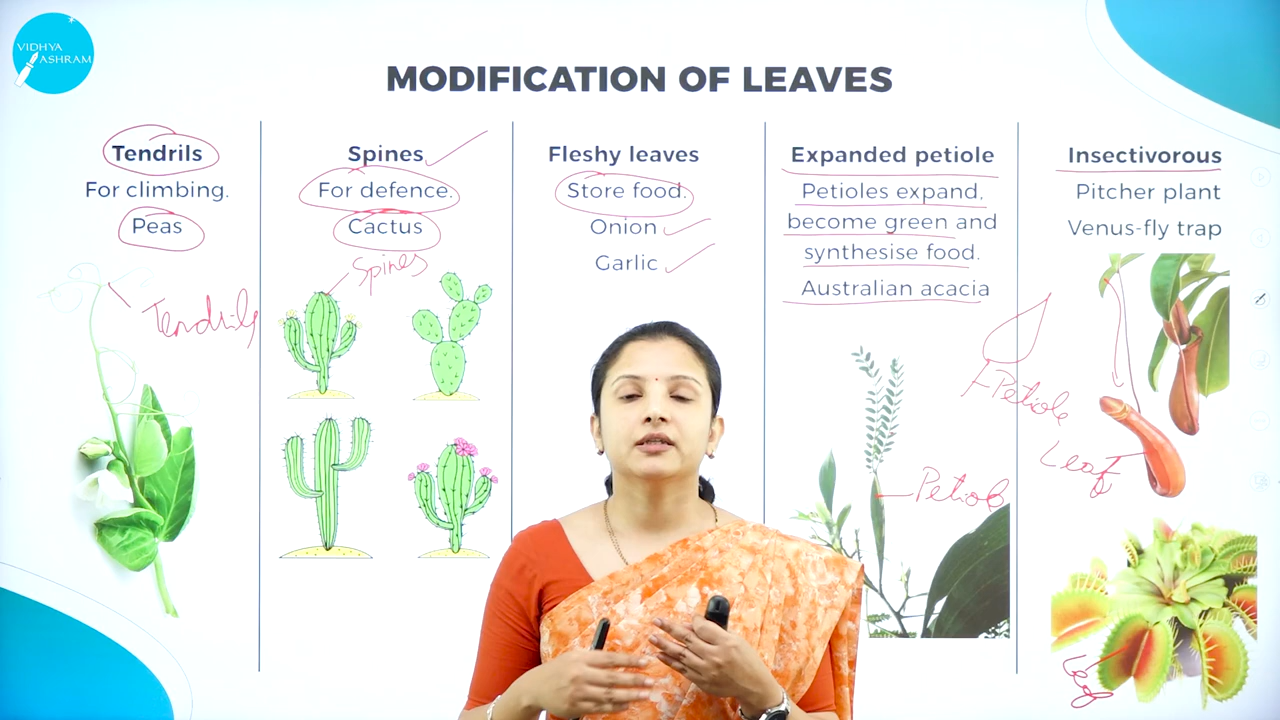 VIDHYA
ASHRAM
MODIFICATION OF LEAVES
Tendrils
For climbing.
Peas
Tendrils
Spines
For defence.
Cactus
Spines
Fleshy leaves
Store food.
Onion
Garlic
Expanded petiole
Petioles expand,
become green and
synthesise food.
Australian acacia
Petiole
Petiole
Insectivorous
Pitcher plant
Venus-fly trap
Leaf
Leaf